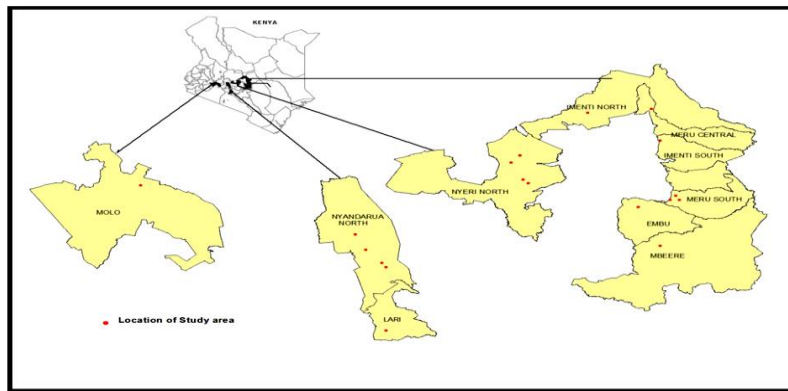 KENYA
IMENTI NORTH
MERU CENTRAL
IMENTI SOUTH
MOLO
NYERI NORTH
NYANDARUA
NORTH
MERU SOUTH
EMBU
MBEERE
LARI
Location of Study area